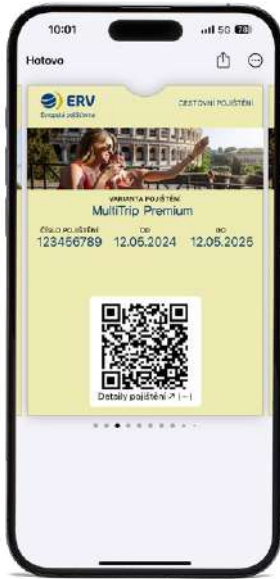 10:01 5G
Hotovo
ERV CESTOVNÍ POJIŠTĚNÍ
Evropská pojišťovna
VARIANTA POJIŠTĚNÍ
MultiTrip Premium
ČÍSLO POJIŠTĚNÍ OD DO
123456789 12.05.2024 12.05.2025
Detaily pojištění ↗ (···)